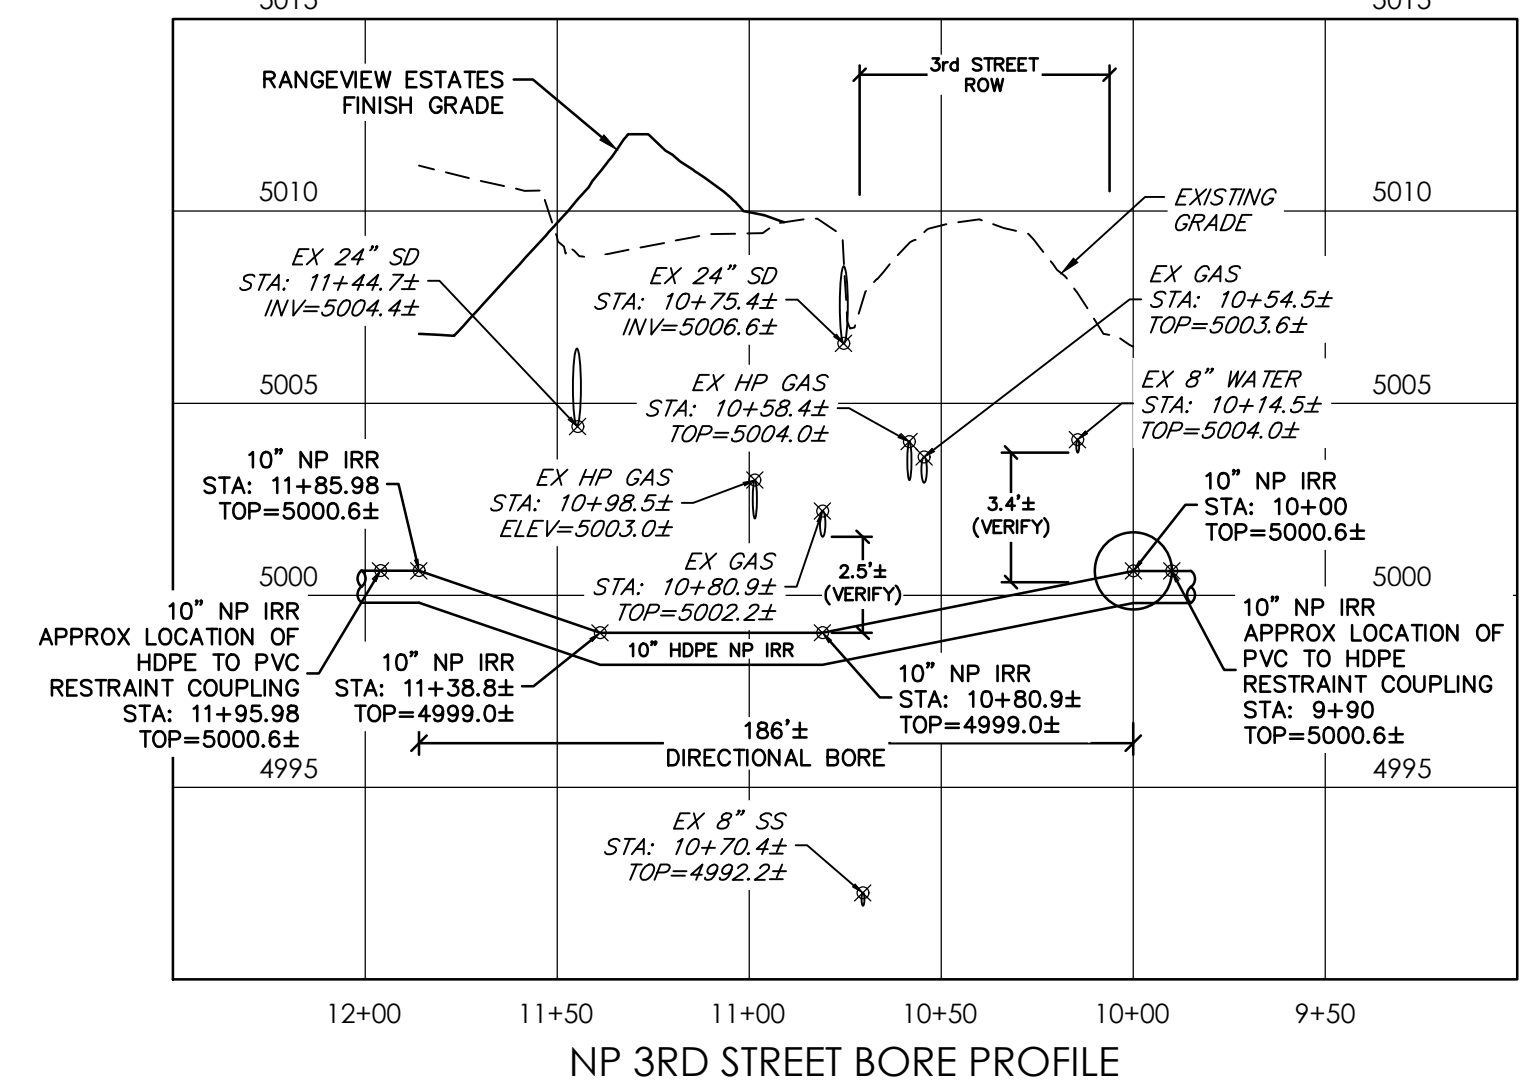 5015
5015
3rd STREET
ROW
RANGEVIEW ESTATES
FINISH GRADE
5010
5010
EXISTING
GRADE
EX 24" SD
STA: 11+44.7±
INV=5004.4±
EX 24" SD
STA: 10+75.4±
INV=5006.6±
EX GAS
STA: 10+54.5±
TOP=5003.6±
5005
5005
EX HP GAS
STA: 10+58.4±
TOP=5004.0±
EX 8" WATER
STA: 10+14.5±
TOP=5004.0±
10" NP IRR
STA: 11+85.98
TOP=5000.6±
EX HP GAS
STA: 10+98.5±
ELEV=5003.0±
3.4'±
(VERIFY)
10" NP IRR
STA: 10+00
TOP=5000.6±
EX GAS
STA: 10+80.9±
TOP=5002.2±
2.5'±
(VERIFY)
5000
5000
10" NP IRR
APPROX LOCATION OF
HDPE TO PVC
RESTRAINT COUPLING
STA: 11+95.98
TOP=5000.6±
10" NP IRR
STA: 11+38.8±
TOP=4999.0±
10" HDPE NP IRR
10" NP IRR
STA: 10+80.9±
TOP=4999.0±
10" NP IRR
APPROX LOCATION OF
PVC TO HDPE
RESTRAINT COUPLING
STA: 9+90
TOP=5000.6±
186'±
DIRECTIONAL BORE
4995
4995
EX 8" SS
STA: 10+70.4±
TOP=4992.2±
12+00
11+50
11+00
10+50
10+00
9+50
NP 3RD STREET BORE PROFILE